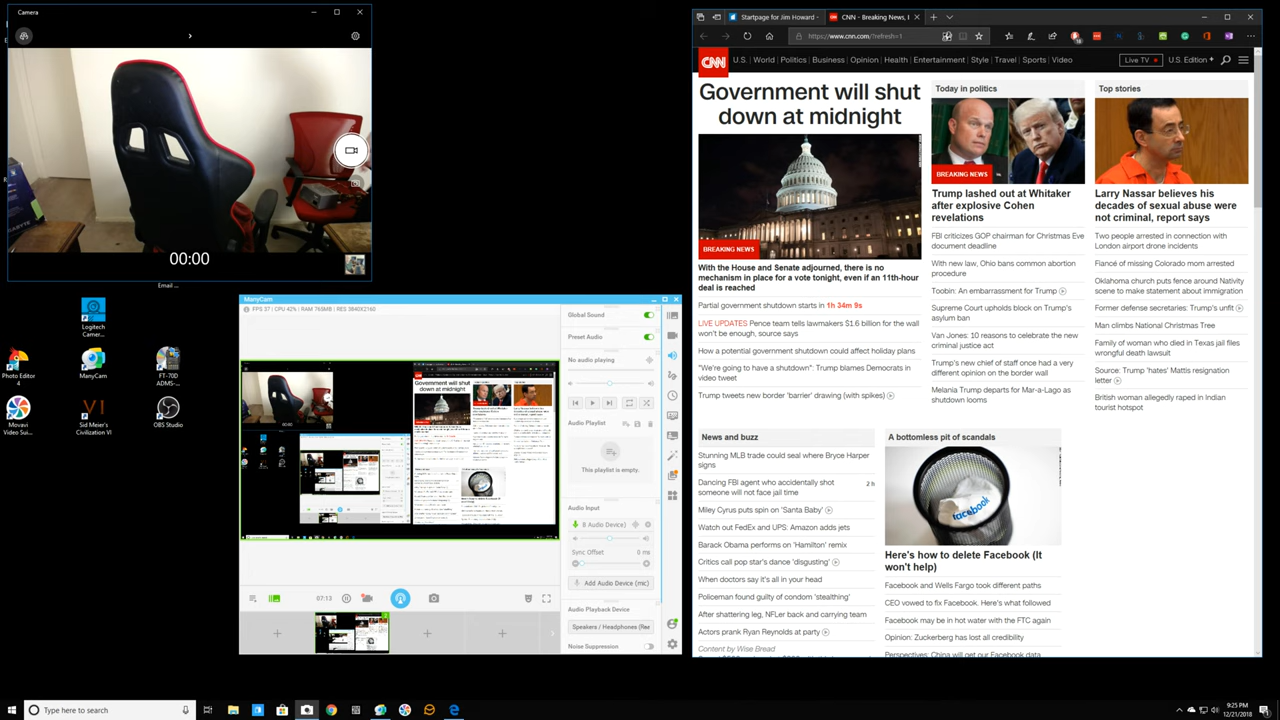 Camera
00:00
Email ...
Logitech
Camer...
Photo Editor
4
ManyCam
FT-70D
ADMS-...
Movavi
Video Sui...
Sid Meier's
Civilization VI
OBS Studio
ManyCam
FPS 37 | CPU 42% | RAM 765MB | RES 3840X2160
Global Sound
Preset Audio
No audio playing
Audio Playlist
This playlist is empty.
Audio Input
B Audio Device)
Sync Offset 0 ms
Add Audio Device (mic)
Audio Playback Device
Speakers / Headphones (Rea
Noise Suppression
07:13
Startpage for Jim Howard -
CNN - Breaking News, I
https://www.cnn.com/?refresh=1
CNN
U.S. World Politics Business Opinion Health Entertainment Style Travel Sports Video
Live TV
U.S. Edition +
Government will shut
down at midnight
BREAKING NEWS
With the House and Senate adjourned, there is no
mechanism in place for a vote tonight, even if an 11th-hour
deal is reached
Partial government shutdown starts in 1h 34m 9s
LIVE UPDATES Pence team tells lawmakers $1.6 billion for the wall
won't be enough, source says
How a potential government shutdown could affect holiday plans
"We're going to have a shutdown": Trump blames Democrats in
video tweet
Trump tweets new border 'barrier' drawing (with spikes)
Today in politics
BREAKING NEWS
Trump lashed out at Whitaker
after explosive Cohen
revelations
FBI criticizes GOP chairman for Christmas Eve
document deadline
With new law, Ohio bans common abortion
procedure
Toobin: An embarrassment for Trump
Supreme Court upholds block on Trump's
asylum ban
Van Jones: 10 reasons to celebrate the new
criminal justice act
Trump's new chief of staff once had a very
different opinion on the border wall
Melania Trump departs for Mar-a-Lago as
shutdown looms
Top stories
Larry Nassar believes his
decades of sexual abuse were
not criminal, report says
Two people arrested in connection with
London airport drone incidents
Fiancé of missing Colorado mom arrested
Oklahoma church puts fence around Nativity
scene to make statement about immigration
Former defense secretaries: Trump's unfit
Man climbs National Christmas Tree
Family of woman who died in Texas jail files
wrongful death lawsuit
Source: Trump 'hates' Mattis resignation
letter
British woman allegedly raped in Indian
tourist hotspot
News and buzz
Stunning MLB trade could seal where Bryce Harper
signs
Dancing FBI agent who accidentally shot
someone will not face jail time
2 h
Miley Cyrus puts spin on 'Santa Baby'
Watch out FedEx and UPS: Amazon adds jets
Barack Obama performs on 'Hamilton' remix
Critics call pop star's dance 'disgusting'
When doctors say it's all in your head
Policeman found guilty of condom 'stealthing'
After shattering leg, NFLer back and carrying team
Actors prank Ryan Reynolds at party
Content by Wise Bread
A bottomless pit of scandals
facebook
Here's how to delete Facebook (It
won't help)
Facebook and Wells Fargo took different paths
CEO vowed to fix Facebook. Here's what followed
Facebook may be in hot water with the FTC again
Opinion: Zuckerberg has lost all credibility
Perspectives: China will get our Facebook data
Type here to search
9:25 PM
12/21/2018